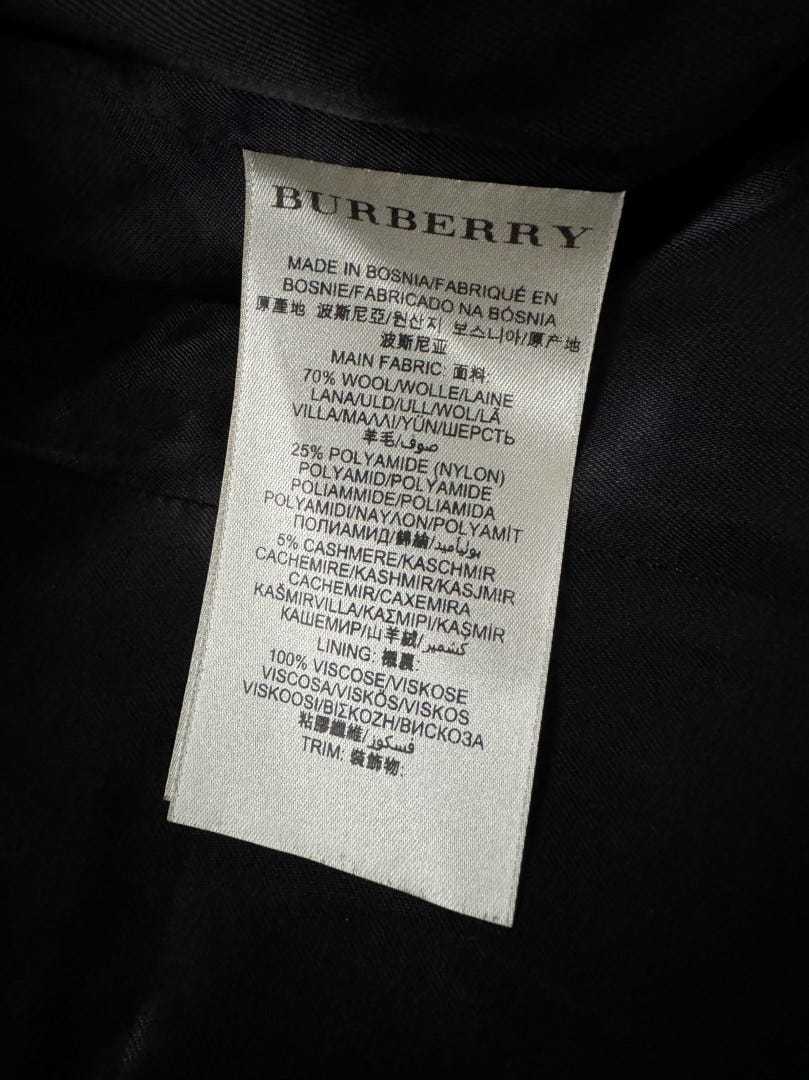 BURBERRY
MADE IN BOSNIA/FABRIQUÉ EN
BOSNIE/FABRICADO NA BÓSNIA
原產地 波斯尼亞/원산지 보스니아/原产地
波斯尼亚
MAIN FABRIC: 面料:
70% WOOL/WOLLE/LAINE
LANA/ULD/ULL/WOL/LÃ
VILLA/ΜΑΛΛΙ/YÜN/ШЕРСТЬ
羊毛/صوف
25% POLYAMIDE (NYLON)
POLYAMID/POLYAMIDE
POLIAMMIDE/POLIAMIDA
POLYAMIDI/ΝΑΥΛΟΝ/POLYAMİT
ПОЛИАМИД/錦綸/بولياميد
5% CASHMERE/KASCHMIR
CACHEMIRE/KASHMIR/KASJMIR
CACHEMIR/CAXEMIRA
KAŠMIRVILLA/ΚΑΣΜΙΡΙ/KAŞMİR
КАШЕМИР/山羊絨/كشمير
LINING: 襯裏:
100% VISCOSE/VISKOSE
VISCOSA/VISKÓS/VISKOS
VISKOOSI/ΒΙΣΚΟΖΗ/ВИСКОЗА
粘膠纖維/فسكوز
TRIM: 裝飾物: